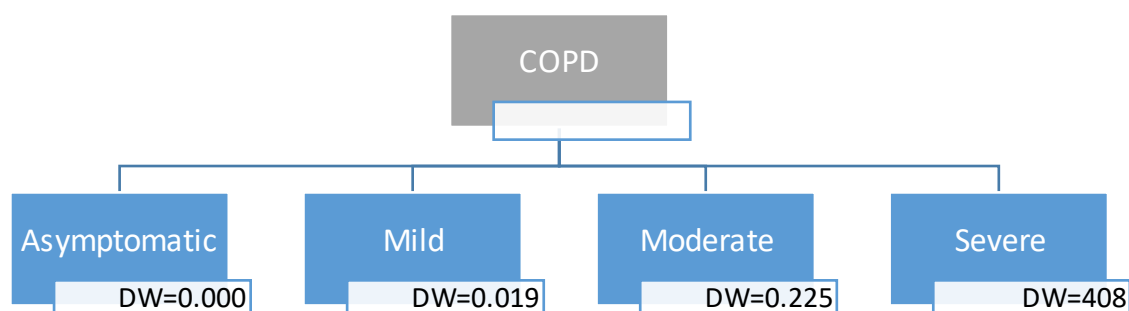 COPD
Asymptomatic
DW=0.000
Mild
DW=0.019
Moderate
DW=0.225
Severe
DW=408